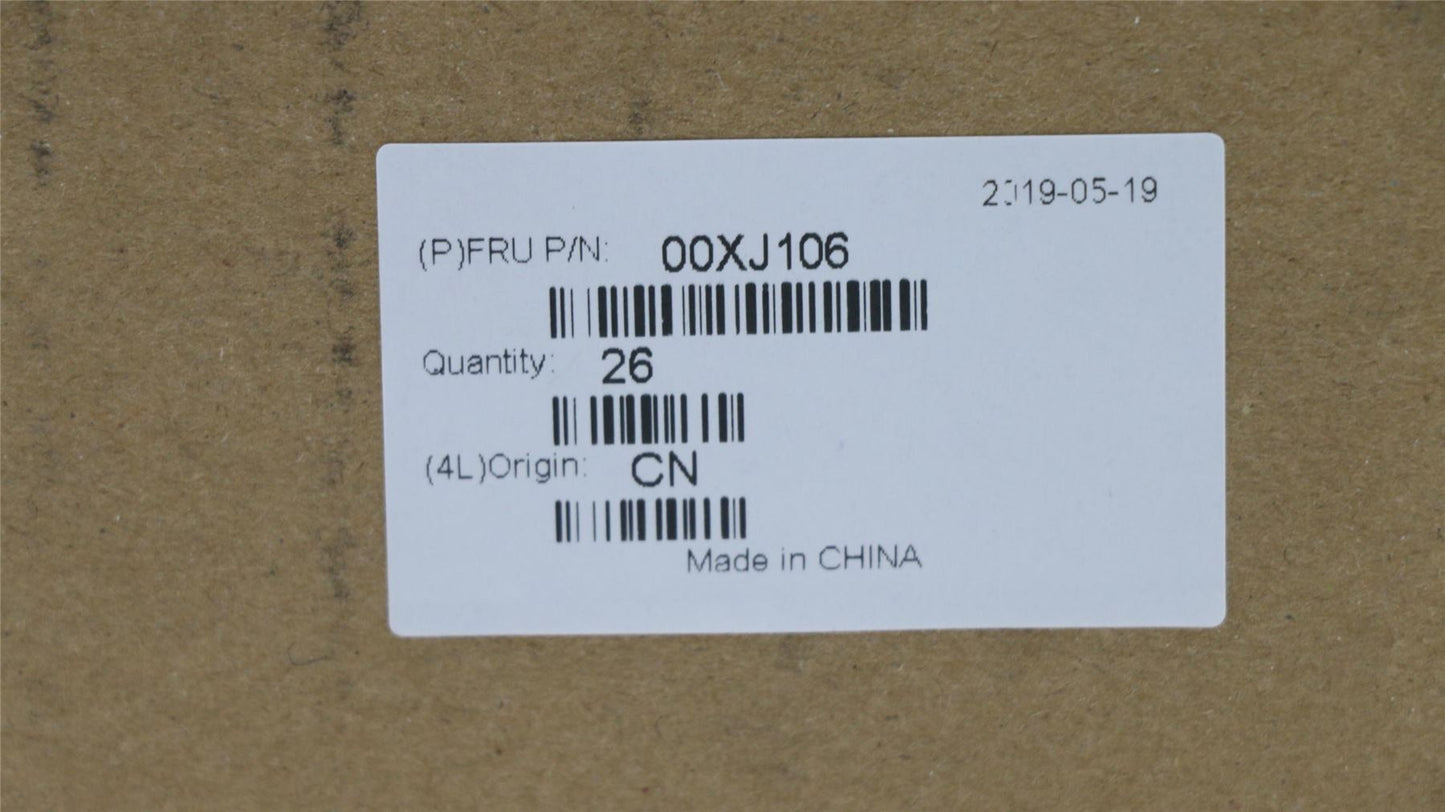 2019-05-19
(P)FRU P/N: 00XJ106
Quantity: 26
(4L)Origin: CN
Made in CHINA